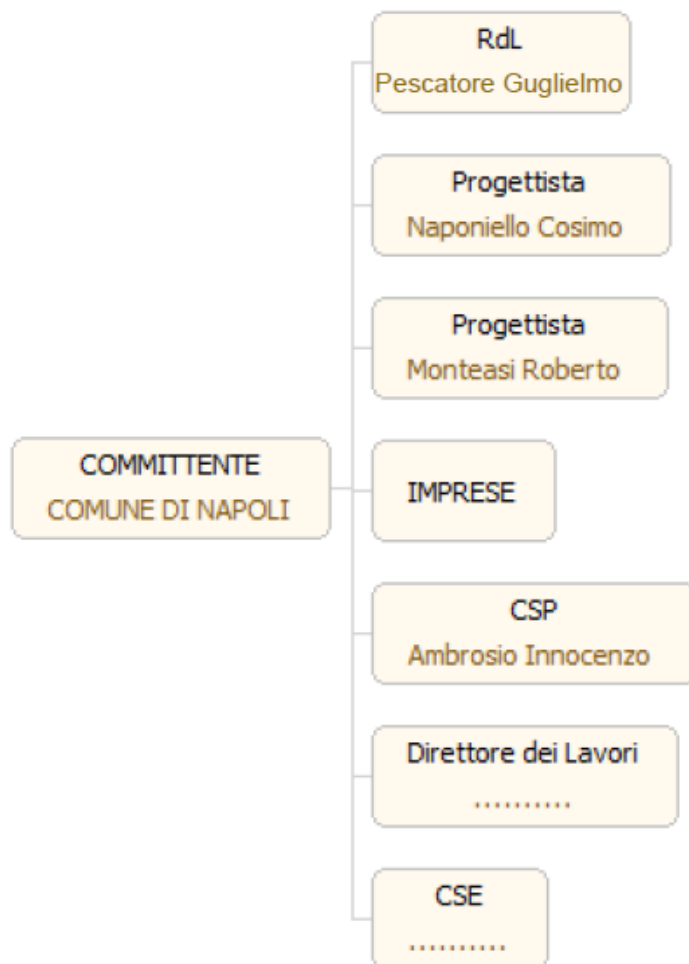 RdL
Pescatore Guglielmo
Progettista
Naponiello Cosimo
Progettista
Monteasi Roberto
COMMITTENTE
COMUNE DI NAPOLI
IMPRESE
CSP
Ambrosio Innocenzo
Direttore dei Lavori
..........
CSE
..........